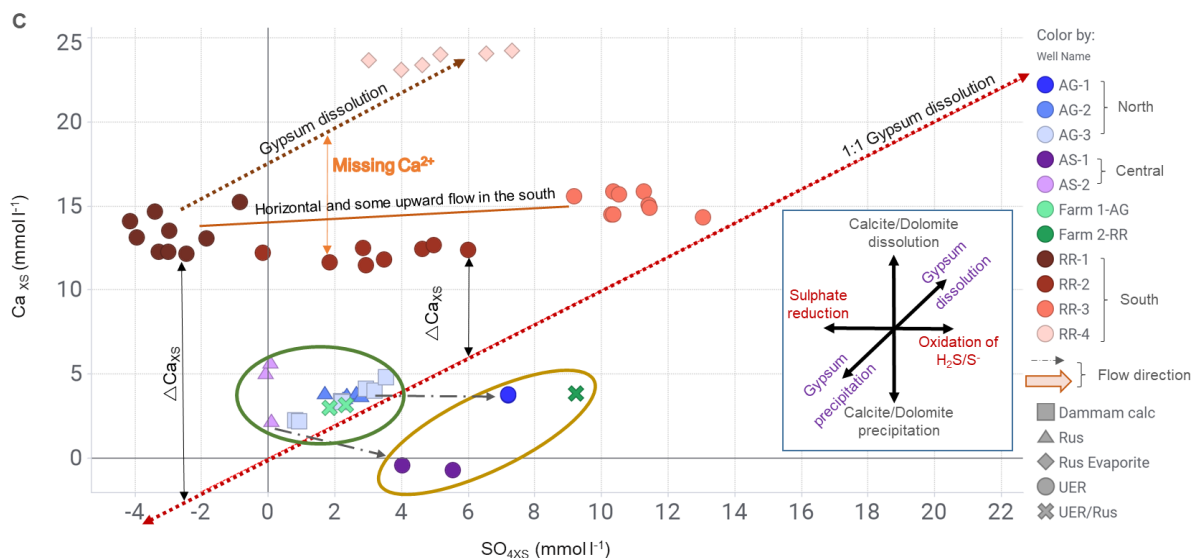 C
25
20
15
10
5
0
-4
-2
0
2
4
6
8
10
12
14
16
18
20
22
Ca XS (mmol l-1)
SO4XS (mmol l-1)
Gypsum dissolution
Missing Ca2+
Horizontal and some upward flow in the south
1:1 Gypsum dissolution
△CaXS
△CaXS
Calcite/Dolomite
dissolution
Gypsum
dissolution
Sulphate
reduction
Oxidation of
H2S/S-
Gypsum
precipitation
Calcite/Dolomite
precipitation
Color by:
Well Name
AG-1
AG-2 North
AG-3
AS-1
Central
AS-2
Farm 1-AG
Farm 2-RR
RR-1
RR-2
South
RR-3
RR-4
Flow direction
Dammam calc
Rus
Rus Evaporite
UER
UER/Rus